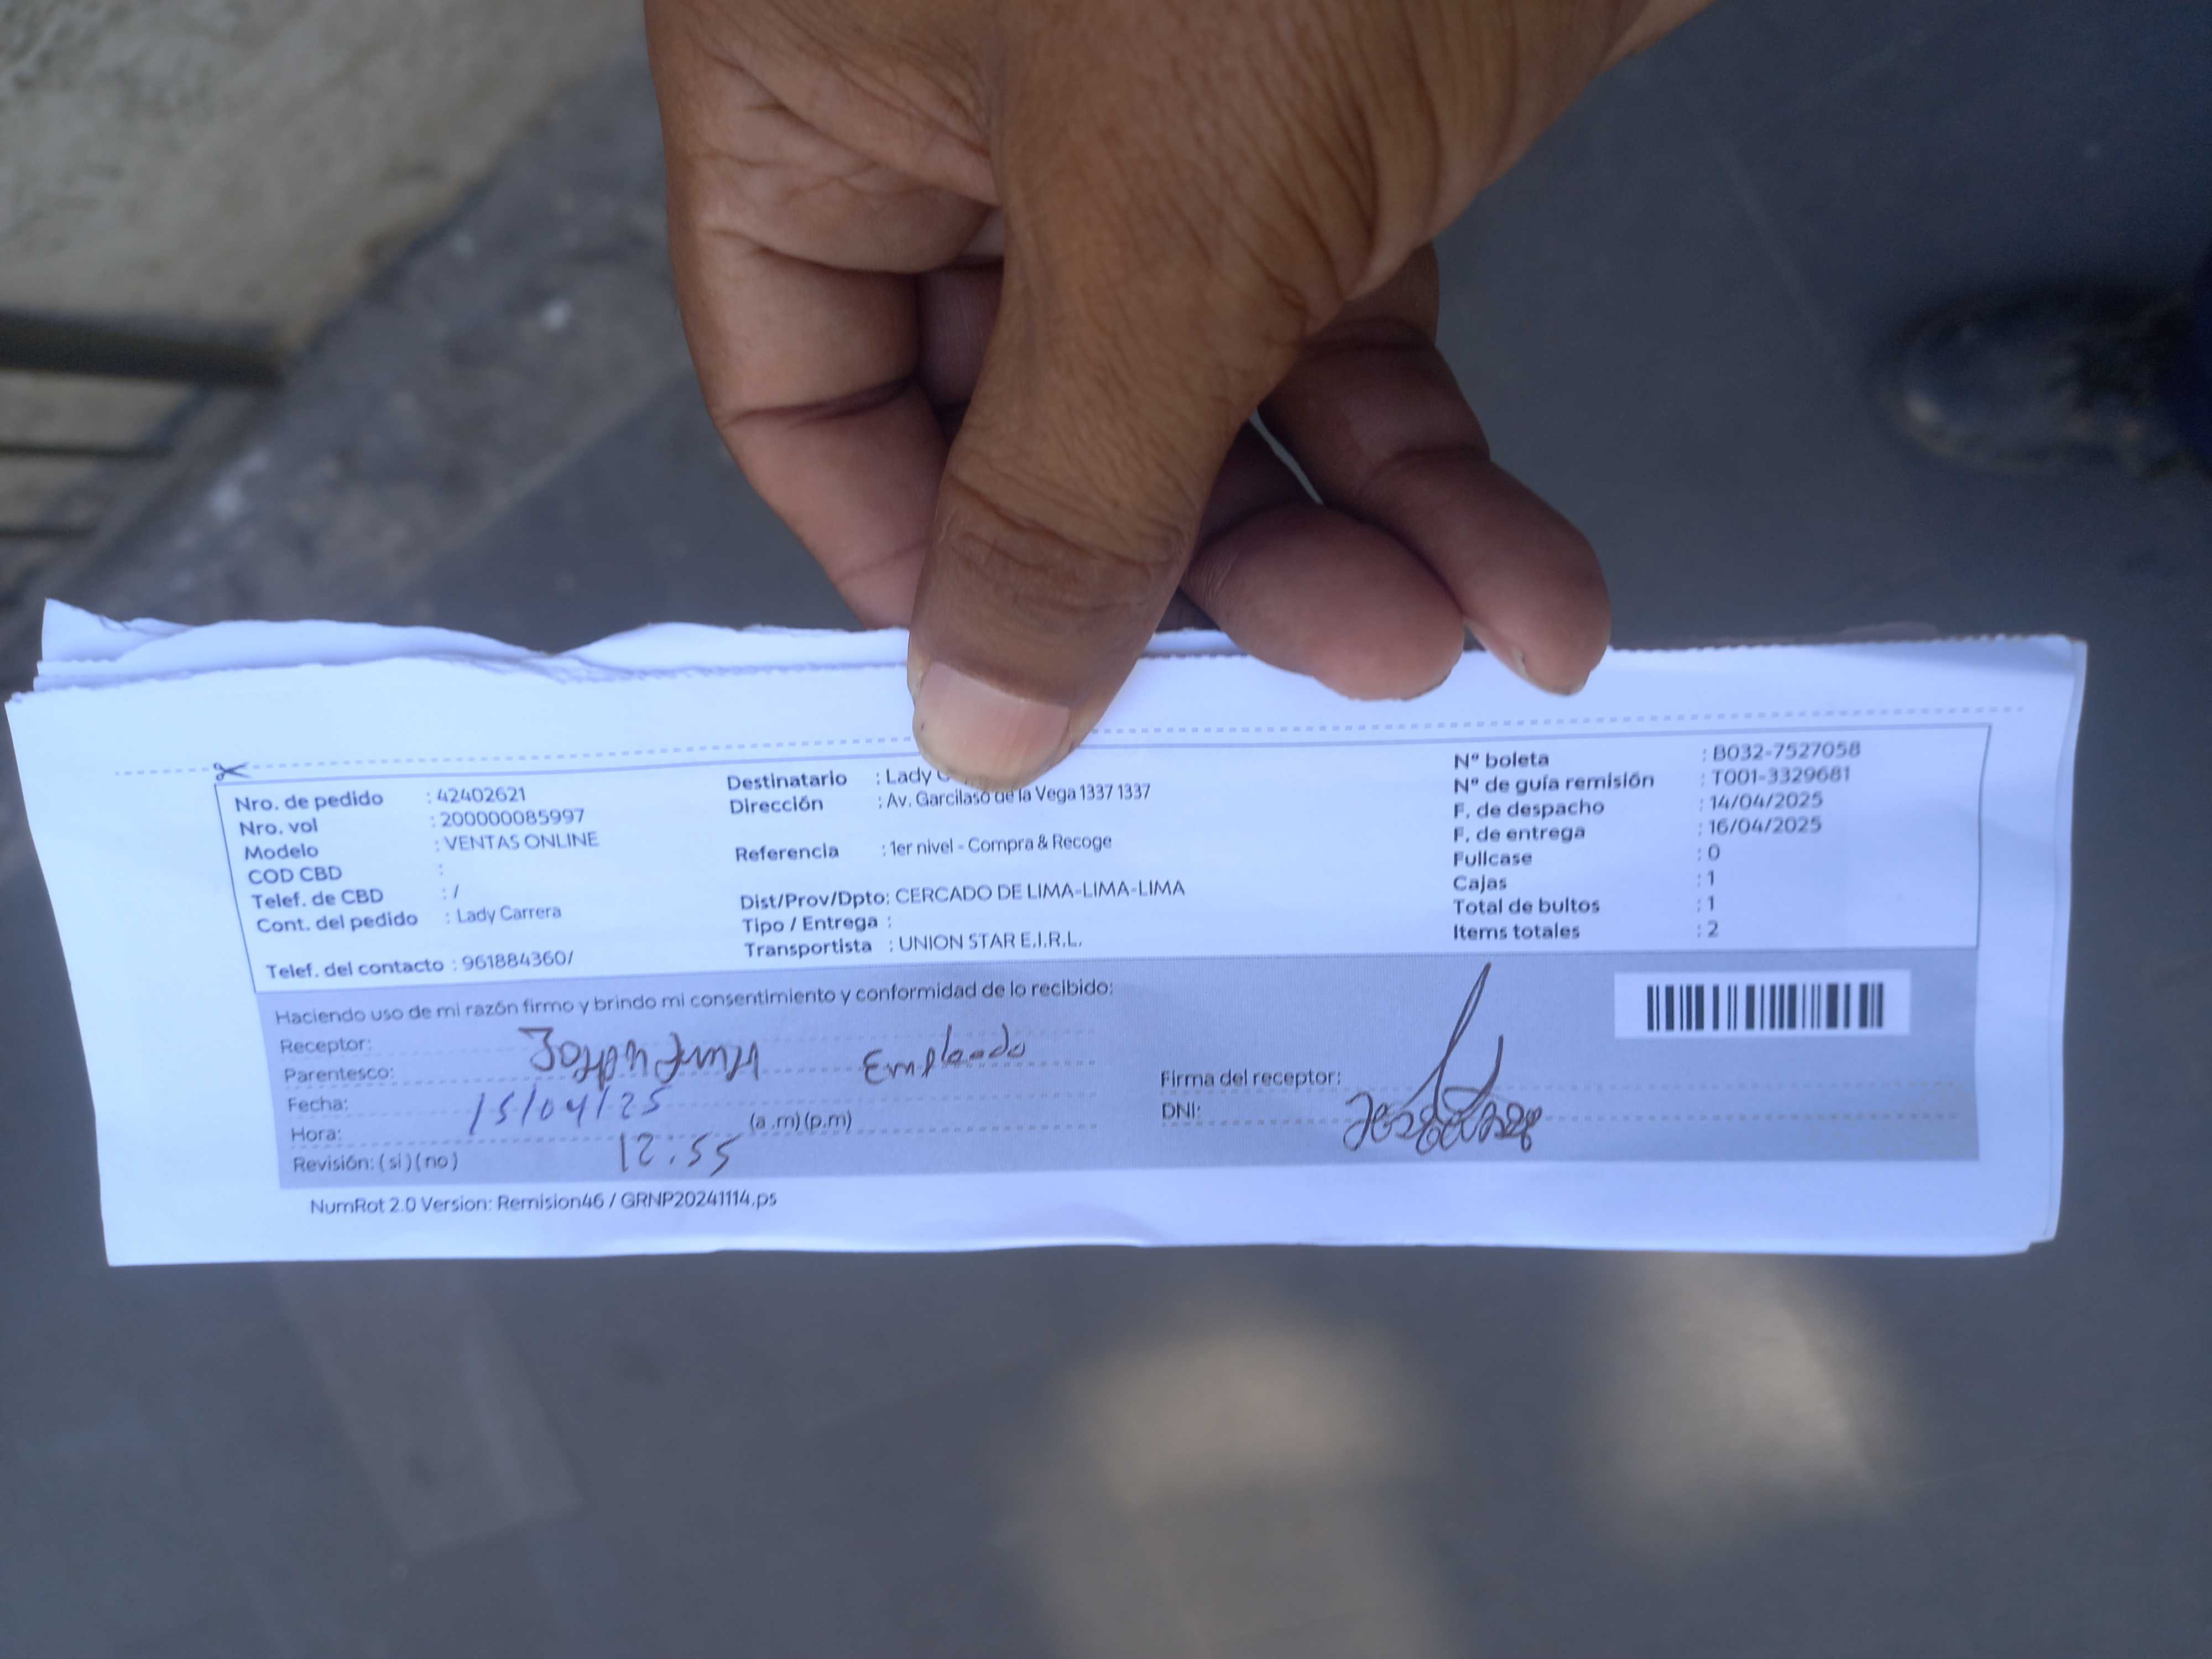 Nro. de pedido : 42402621
Nro. vol : 200000085997
Modelo : VENTAS ONLINE
COD CBD :
Telef. de CBD : /
Cont. del pedido : Lady Carrera
Telef. del contacto : 961884360/
Destinatario : Lady
Dirección : Av. Garcilaso de la Vega 1337 1337
Referencia : 1er nivel - Compra & Recoge
Dist/Prov/Dpto: CERCADO DE LIMA-LIMA-LIMA
Tipo / Entrega :
Transportista : UNION STAR E.I.R.L.
Nº boleta : B032-7527058
Nº de guía remisión : T001-3329681
F. de despacho : 14/04/2025
F. de entrega : 16/04/2025
Fullcase : 0
Cajas : 1
Total de bultos : 1
Items totales : 2
Haciendo uso de mi razón firmo y brindo mi consentimiento y conformidad de lo recibido:
Receptor:
Parentesco: Empleado
Fecha: 15/04/25
Hora: 12:55 (a .m) (p.m)
Revisión: ( si ) ( no )
Firma del receptor:
DNI:
NumRot 2.0 Version: Remision46 / GRNP20241114.ps